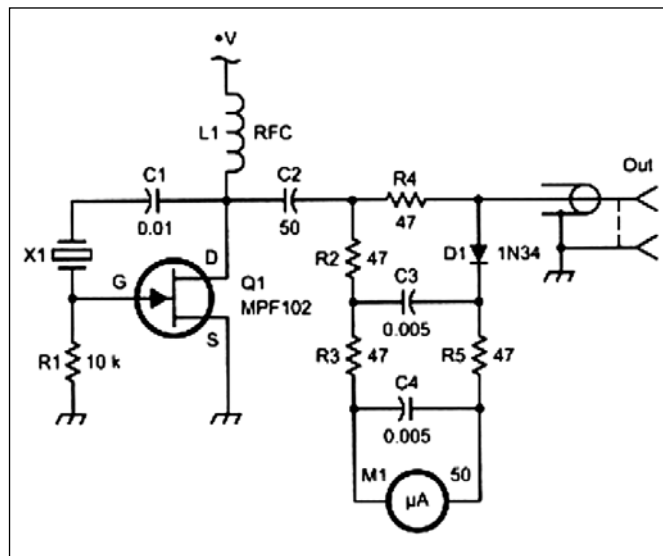 +V
L1 RFC
C1
0.01
C2
50
R4
47
Out
X1
G
D
S
Q1
MPF102
R1 10 k
R2 47
C3
0.005
D1 1N34
R3 47
R5 47
C4
0.005
M1 50
µA